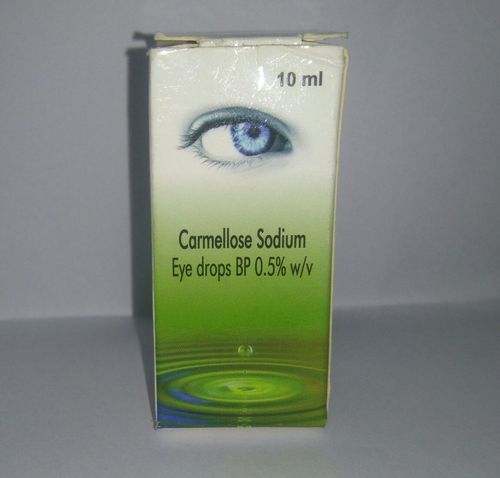 10 ml
Carmellose Sodium
Eye drops BP 0.5% w/v